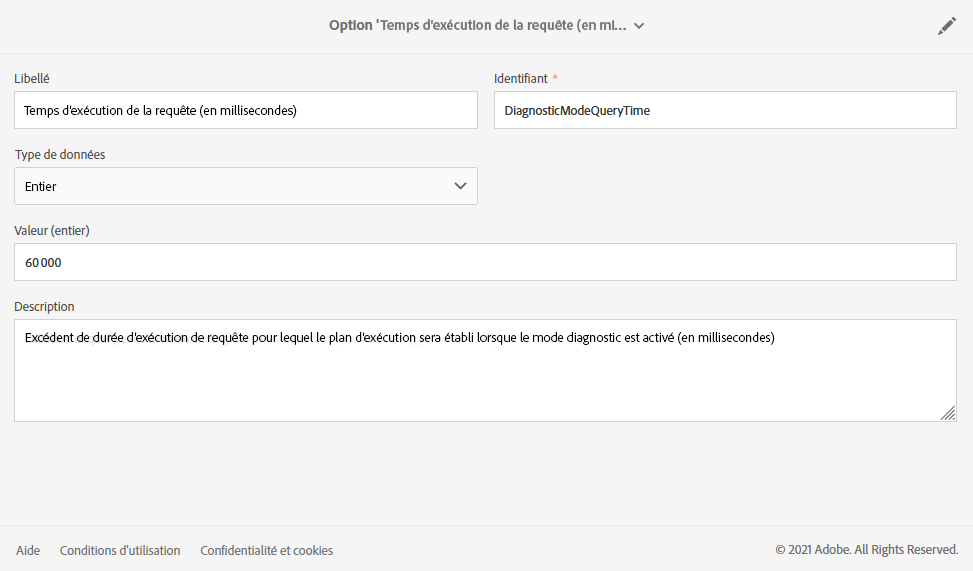 Option 'Temps d'exécution de la requête (en mi...
Libellé
Identifiant *
Temps d'exécution de la requête (en millisecondes)
DiagnosticModeQueryTime
Type de données
Entier
Valeur (entier)
60 000
Description
Excédent de durée d'exécution de requête pour lequel le plan d'exécution sera établi lorsque le mode diagnostic est activé (en millisecondes)
Aide
Conditions d'utilisation
Confidentialité et cookies
© 2021 Adobe. All Rights Reserved.